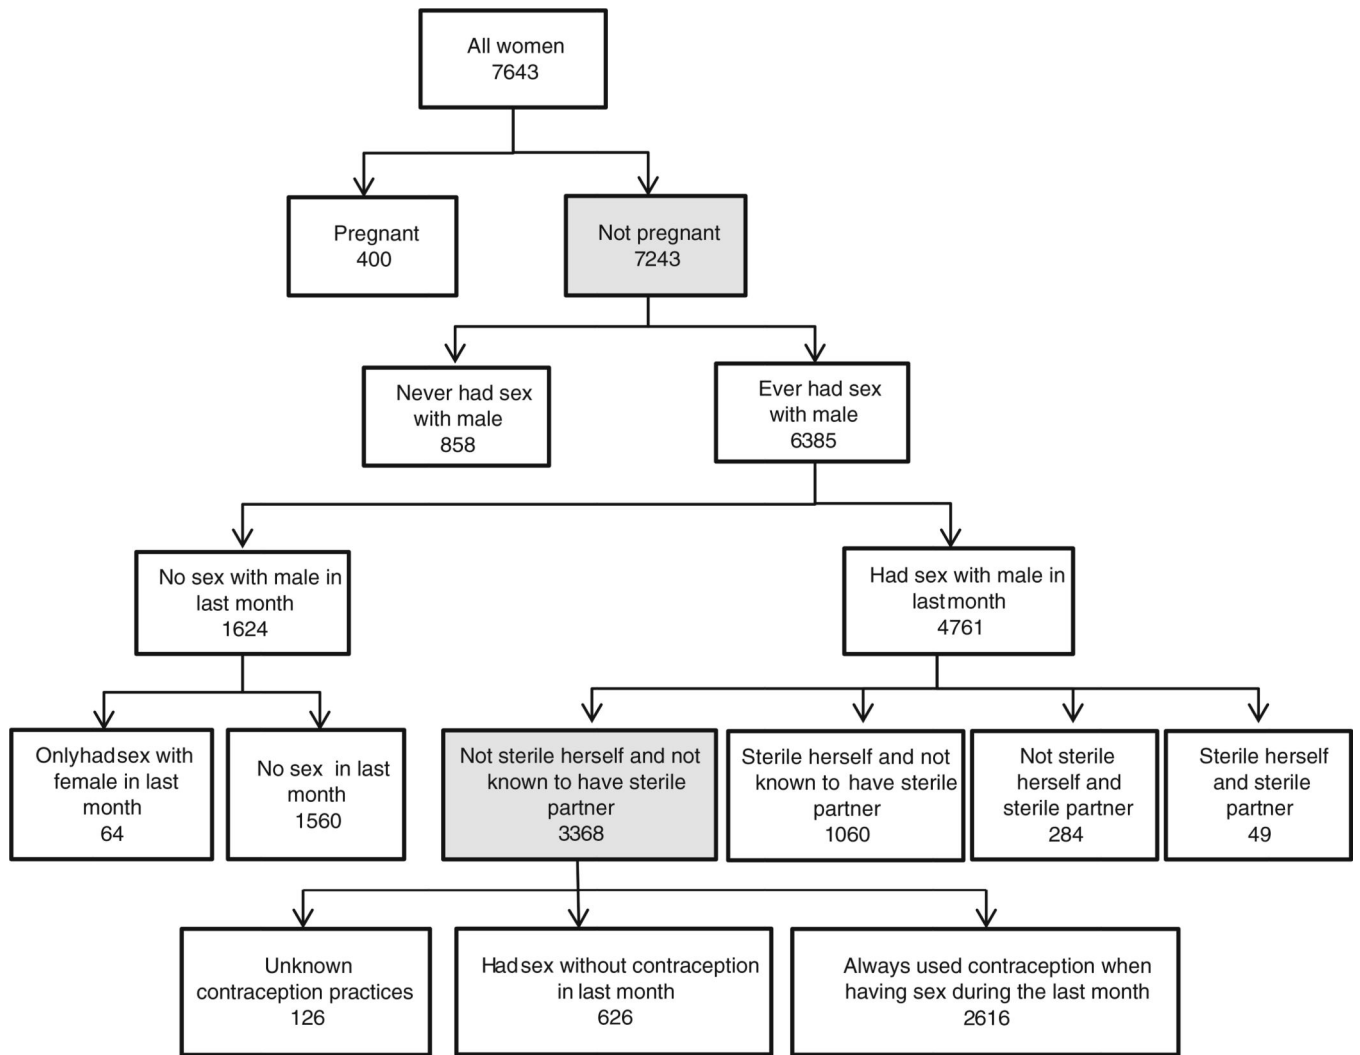 All women
7643
Pregnant
400
Not pregnant
7243
Never had sex
with male
858
Ever had sex
with male
6385
No sex with male in
last month
1624
Had sex with male in
lastmonth
4761
Onlyhadsex with
female in last
month
64
No sex in last
month
1560
Not sterile herself and not
known to have sterile
partner
3368
Sterile herself and not
known to have sterile
partner
1060
Not sterile
herself and
sterile partner
284
Sterile herself
and sterile
partner
49
Unknown
contraception practices
126
Hadsex without contraception
in last month
626
Always used contraception when
having sex during the last month
2616